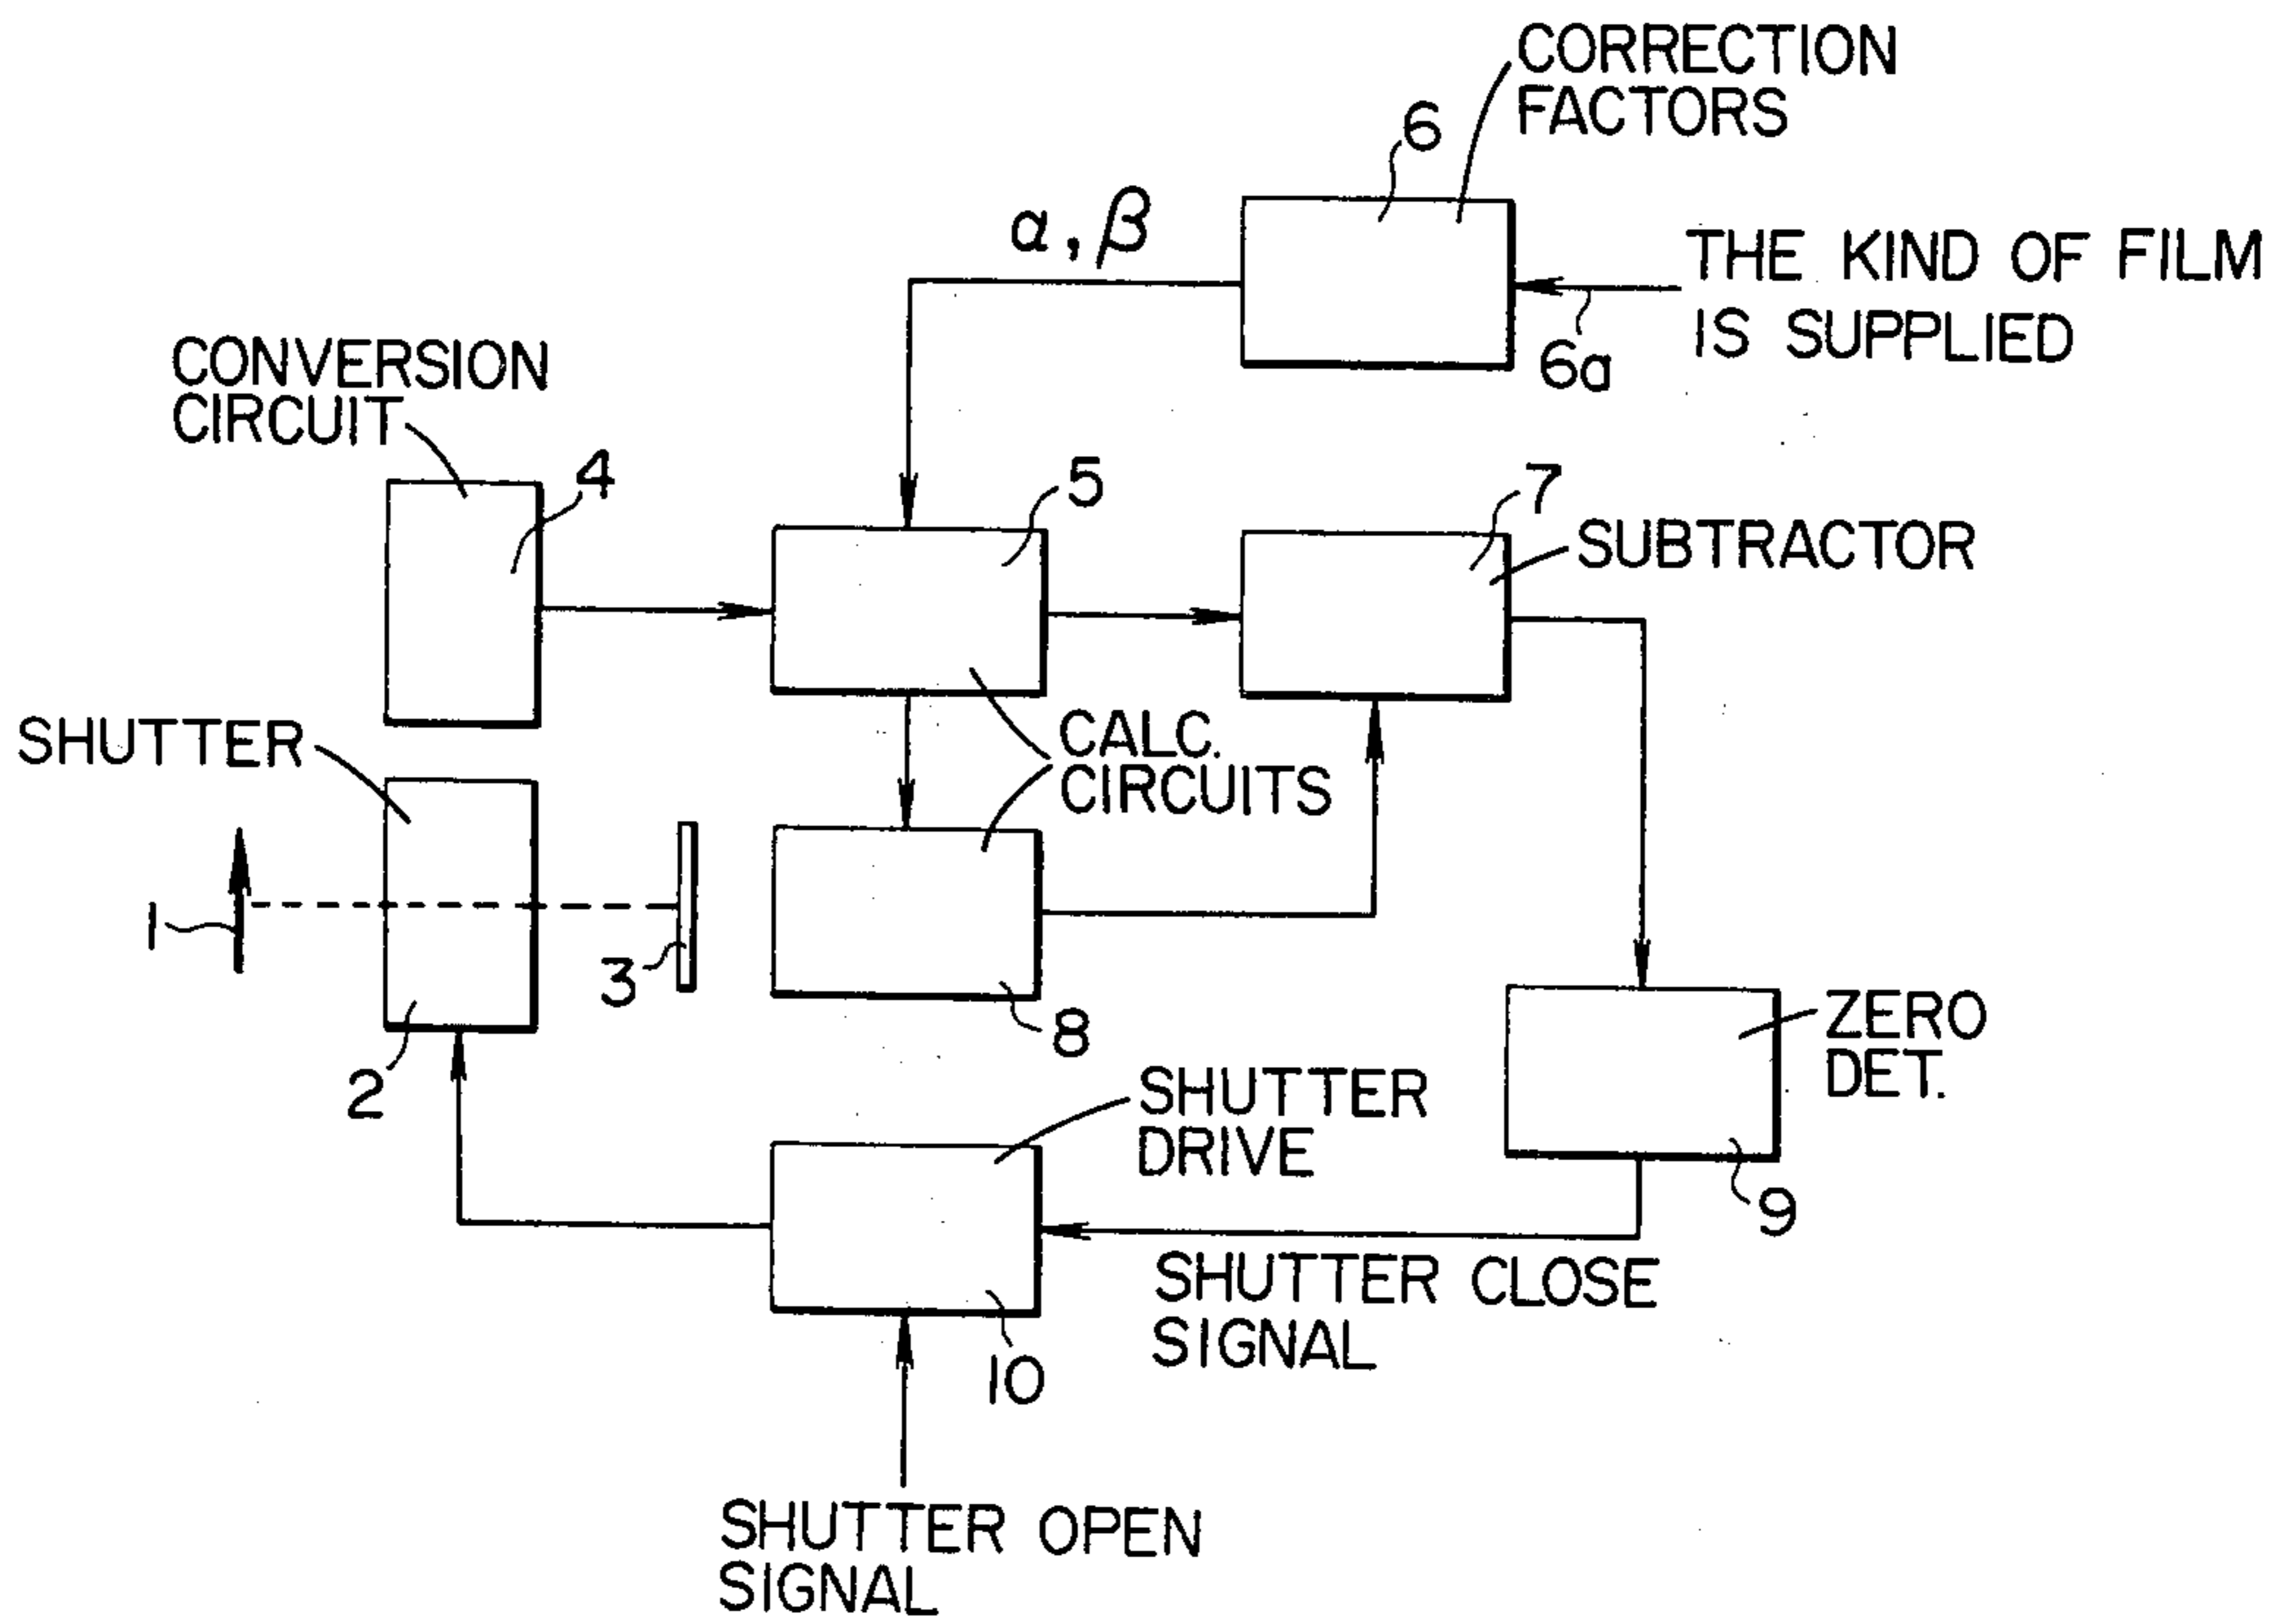 CORRECTION
FACTORS
6
α, β
THE KIND OF FILM
IS SUPPLIED
6a
CONVERSION
CIRCUIT
4
5
7
SUBTRACTOR
SHUTTER
CALC.
CIRCUITS
1
3
2
8
ZERO
DET.
9
SHUTTER
DRIVE
SHUTTER CLOSE
SIGNAL
10
SHUTTER OPEN
SIGNAL